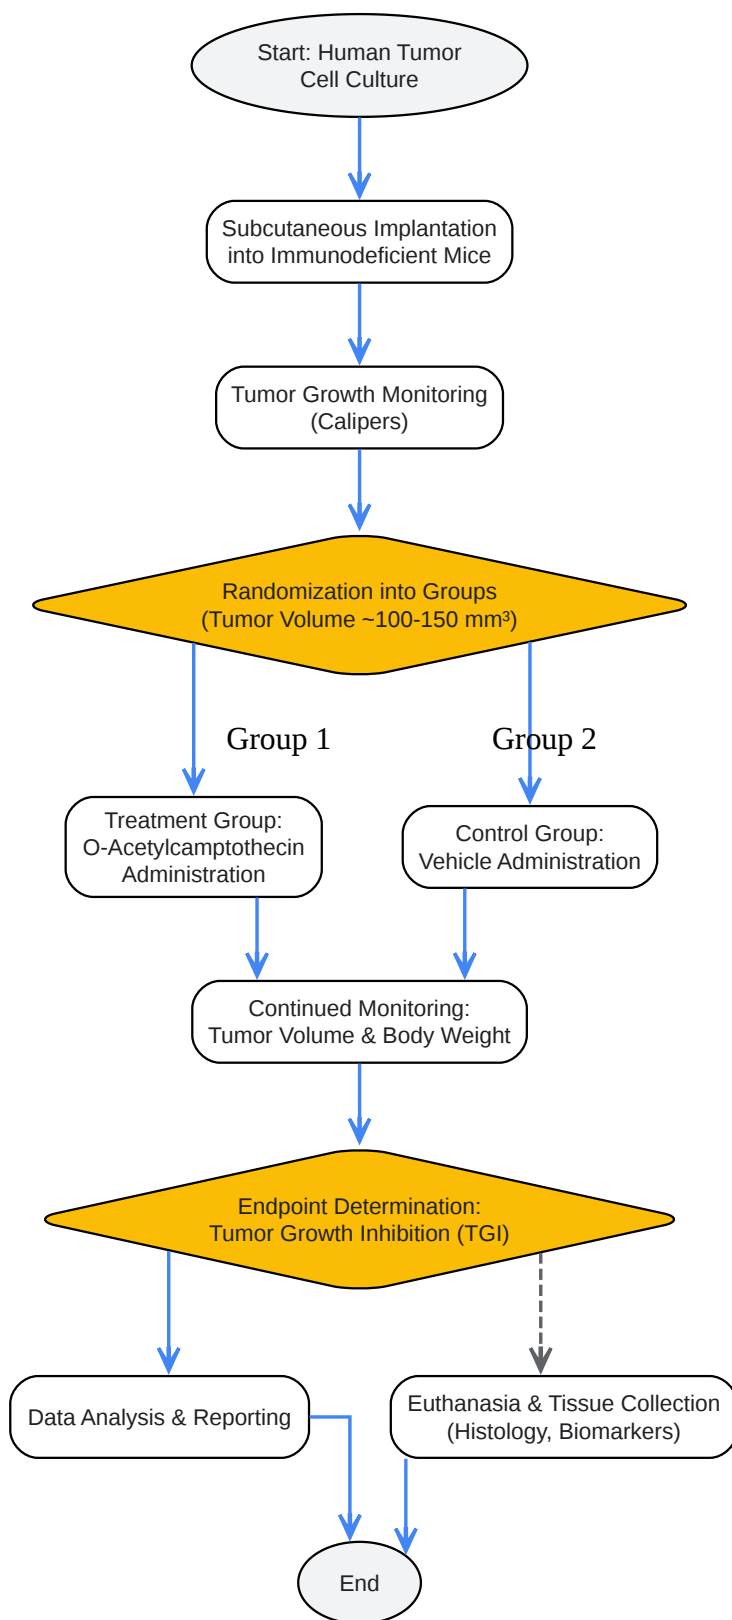 Start: Human Tumor
Cell Culture
Subcutaneous Implantation
into Immunodeficient Mice
Tumor Growth Monitoring
(Calipers)
Randomization into Groups
(Tumor Volume ~100-150 mm³)
Group 1
Group 2
Treatment Group:
O-Acetylcamptothecin
Administration
Control Group:
Vehicle Administration
Continued Monitoring:
Tumor Volume & Body Weight
Endpoint Determination:
Tumor Growth Inhibition (TGI)
Data Analysis & Reporting
Euthanasia & Tissue Collection
(Histology, Biomarkers)
End